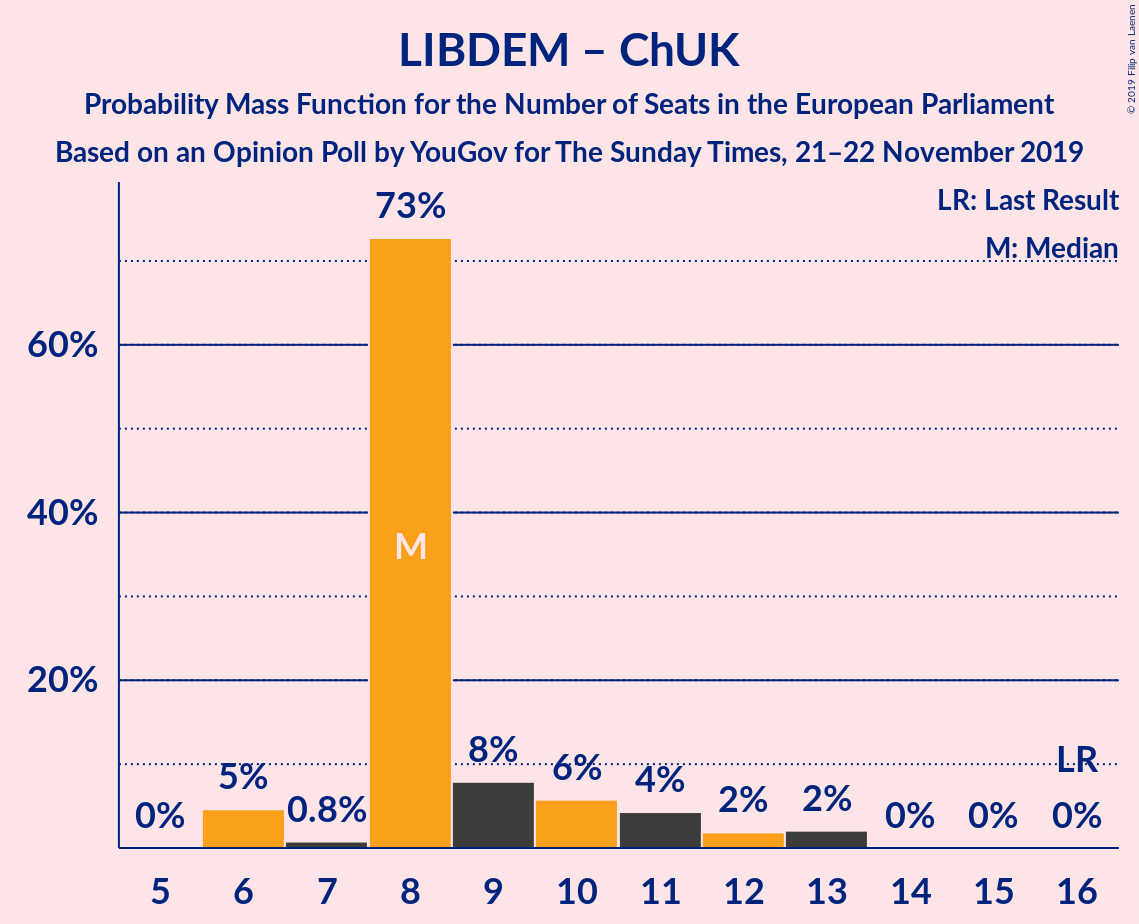 LIBDEM – ChUK
Probability Mass Function for the Number of Seats in the European Parliament
Based on an Opinion Poll by YouGov for The Sunday Times, 21–22 November 2019
© 2019 Filip van Laenen
LR: Last Result
M: Median
60%
40%
20%
0%
5%
0.8%
73%
M
8%
6%
4%
2%
2%
0%
0%
LR
0%
5 6 7 8 9 10 11 12 13 14 15 16